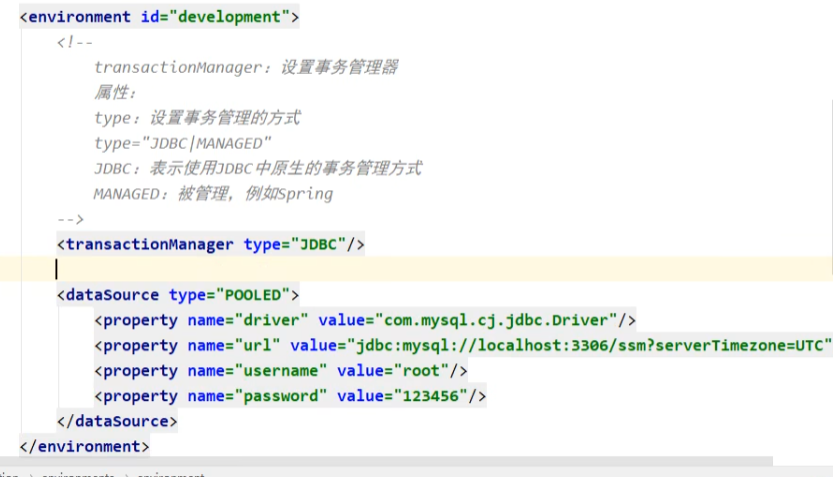 <environment id="development">
<!--
transactionManager：设置事务管理器
属性：
type：设置事务管理的方式
type="JDBC|MANAGED"
JDBC：表示使用JDBC中原生的事务管理方式
MANAGED：被管理，例如Spring
-->
<transactionManager type="JDBC"/>
<dataSource type="POOLED">
<property name="driver" value="com.mysql.cj.jdbc.Driver"/>
<property name="url" value="jdbc:mysql://localhost:3306/ssm?serverTimezone=UTC"
<property name="username" value="root"/>
<property name="password" value="123456"/>
</dataSource>
</environment>